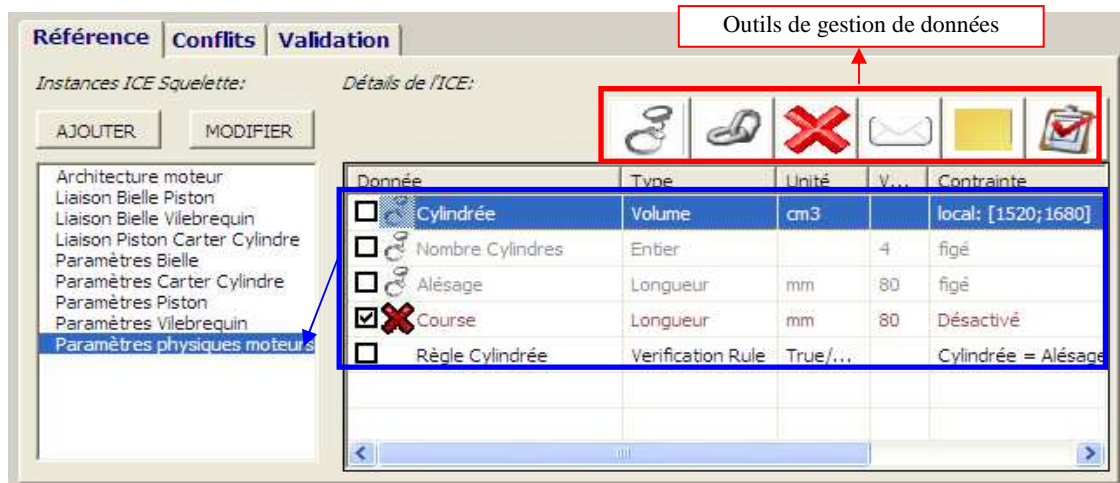 Outils de gestion de données
Référence Conflits Validation
Instances ICE Squelette: Détails de l'ICE:
AJOUTER MODIFIER
Architecture moteur
Liaison Bielle Piston
Liaison Bielle Vilebrequin
Liaison Piston Carter Cylindre
Paramètres Bielle
Paramètres Carter Cylindre
Paramètres Piston
Paramètres Vilebrequin
Paramètres physiques moteurs
Donnée Type Unité V... Contrainte
Cylindrée Volume cm3 local: [1520;1680]
Nombre Cylindres Entier 4 figé
Alésage Longueur mm 80 figé
Course Longueur mm 80 Désactivé
Règle Cylindrée Verification Rule True/... Cylindrée = Alésage